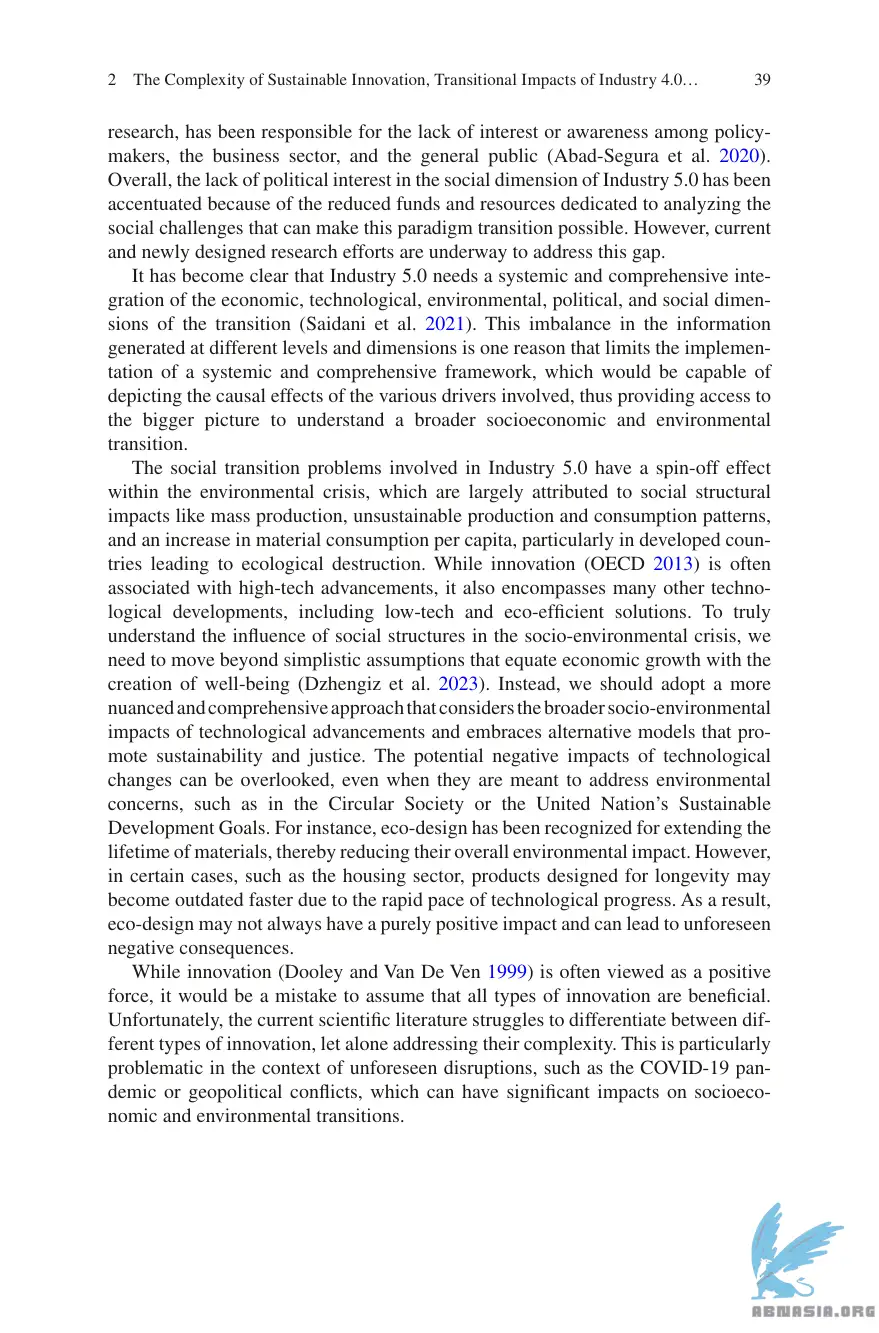 2 The Complexity of Sustainable Innovation, Transitional Impacts of Industry 4.0… 39
research, has been responsible for the lack of interest or awareness among policy-
makers, the business sector, and the general public (Abad-Segura et al. 2020).
Overall, the lack of political interest in the social dimension of Industry 5.0 has been
accentuated because of the reduced funds and resources dedicated to analyzing the
social challenges that can make this paradigm transition possible. However, current
and newly designed research efforts are underway to address this gap.
It has become clear that Industry 5.0 needs a systemic and comprehensive inte-
gration of the economic, technological, environmental, political, and social dimen-
sions of the transition (Saidani et al. 2021). This imbalance in the information
generated at different levels and dimensions is one reason that limits the implemen-
tation of a systemic and comprehensive framework, which would be capable of
depicting the causal effects of the various drivers involved, thus providing access to
the bigger picture to understand a broader socioeconomic and environmental
transition.
The social transition problems involved in Industry 5.0 have a spin-off effect
within the environmental crisis, which are largely attributed to social structural
impacts like mass production, unsustainable production and consumption patterns,
and an increase in material consumption per capita, particularly in developed coun-
tries leading to ecological destruction. While innovation (OECD 2013) is often
associated with high-tech advancements, it also encompasses many other techno-
logical developments, including low-tech and eco-efficient solutions. To truly
understand the influence of social structures in the socio-environmental crisis, we
need to move beyond simplistic assumptions that equate economic growth with the
creation of well-being (Dzhengiz et al. 2023). Instead, we should adopt a more
nuanced and comprehensive approach that considers the broader socio-environmental
impacts of technological advancements and embraces alternative models that pro-
mote sustainability and justice. The potential negative impacts of technological
changes can be overlooked, even when they are meant to address environmental
concerns, such as in the Circular Society or the United Nation’s Sustainable
Development Goals. For instance, eco-design has been recognized for extending the
lifetime of materials, thereby reducing their overall environmental impact. However,
in certain cases, such as the housing sector, products designed for longevity may
become outdated faster due to the rapid pace of technological progress. As a result,
eco-design may not always have a purely positive impact and can lead to unforeseen
negative consequences.
While innovation (Dooley and Van De Ven 1999) is often viewed as a positive
force, it would be a mistake to assume that all types of innovation are beneficial.
Unfortunately, the current scientific literature struggles to differentiate between dif-
ferent types of innovation, let alone addressing their complexity. This is particularly
problematic in the context of unforeseen disruptions, such as the COVID-19 pan-
demic or geopolitical conflicts, which can have significant impacts on socioeco-
nomic and environmental transitions.
ABNASIA.ORG